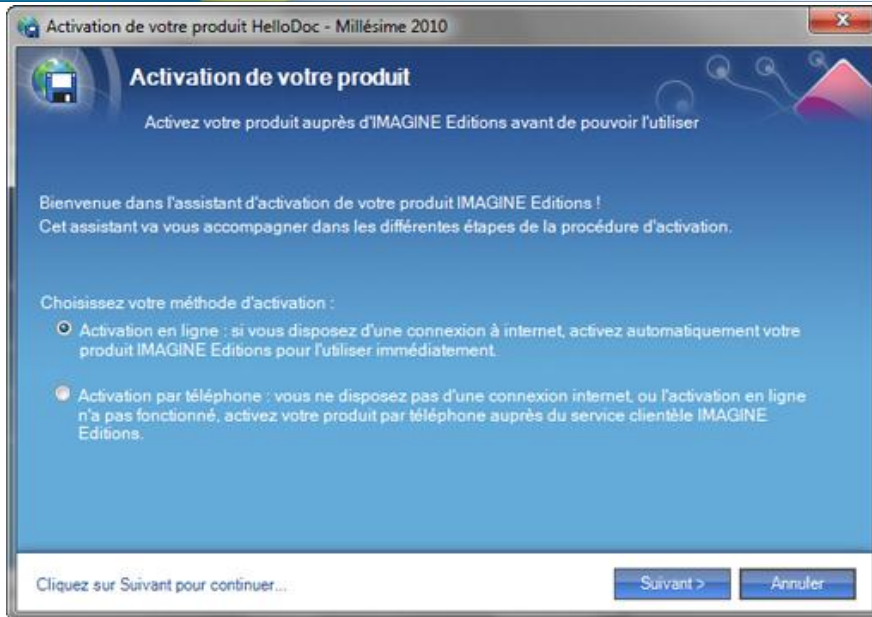 Activation de votre produit HelloDoc - Millésime 2010
Activation de votre produit
Activez votre produit auprès d'IMAGINE Editions avant de pouvoir l'utiliser
Bienvenue dans l'assistant d'activation de votre produit IMAGINE Editions !
Cet assistant va vous accompagner dans les différentes étapes de la procédure d'activation.
Choisissez votre méthode d'activation :
Activation en ligne : si vous disposez d'une connexion à internet, activez automatiquement votre
produit IMAGINE Editions pour l'utiliser immédiatement.
Activation par téléphone : vous ne disposez pas d'une connexion internet, ou l'activation en ligne
n'a pas fonctionné, activez votre produit par téléphone auprès du service clientèle IMAGINE
Editions.
Cliquez sur Suivant pour continuer...
Suivant >
Annuler